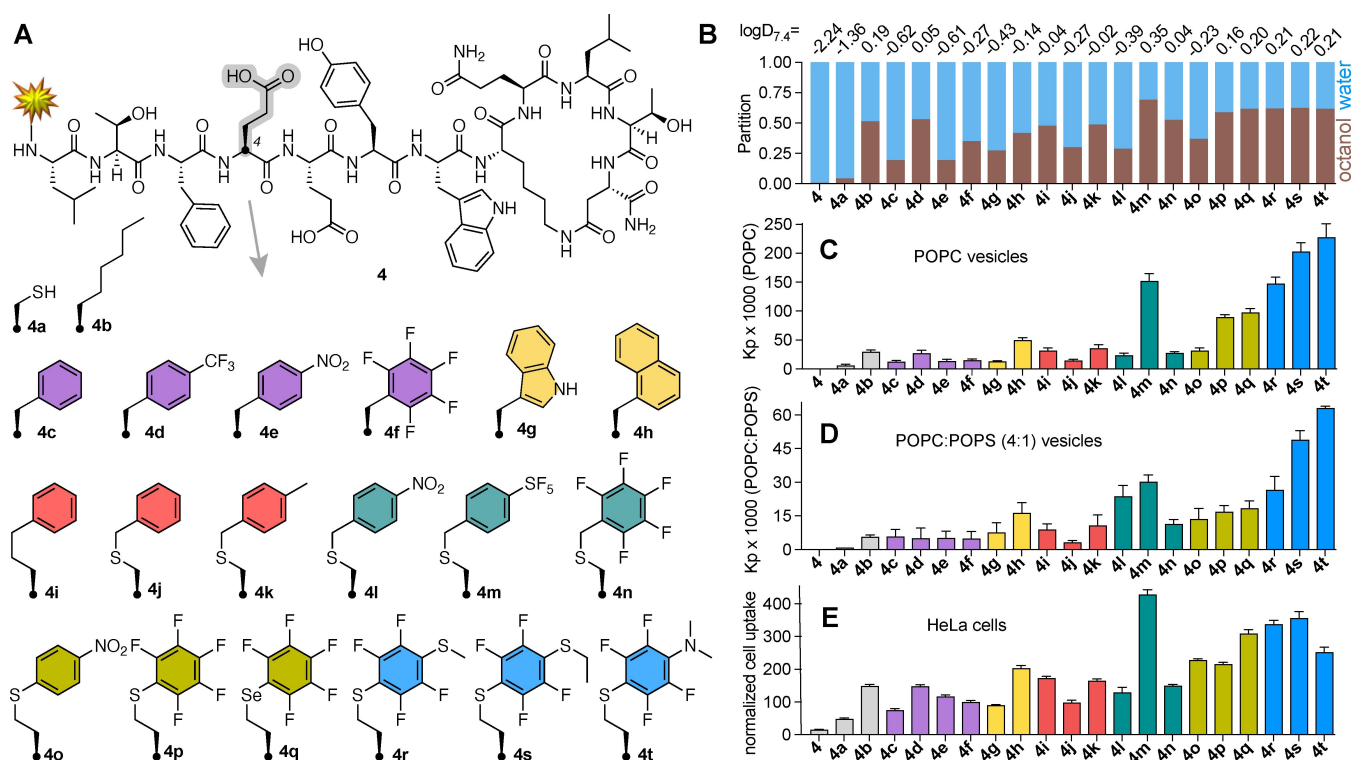 A
HO
O
NH2
O
HO
O
HO
4
O
O
O
O
O
N
H
H
N
N
H
H
N
N
H
H
N
N
H
H
N
O
H
O
O
O
O
NH
HN
HN
O
H
OH
O
O
NH2
NH
O
HO
O
NH
4
SH
4a
4b
4c
CF3
4d
NO2
4e
F
F
F
F
F
4f
NH
4g
4h
4i
S
4j
S
4k
NO2
S
4l
SF5
S
4m
F
F
F
F
F
S
4n
NO2
S
4o
F
F
F
F
S
F
4p
F
F
F
F
Se
F
4q
F
F
S
F
S
F
4r
F
F
S
F
S
F
4s
F
F
N
F
S
F
4t
B
logD7.4= -2.24 -1.36 0.19 -0.62 0.05 -0.61 -0.27 -0.43 -0.14 -0.04 -0.27 -0.02 -0.39 0.35 0.04 -0.23 0.16 0.20 0.21 0.22 0.21
Partition
1.00
0.75
0.50
0.25
0.00
octanol water
4 4a 4b 4c 4d 4e 4f 4g 4h 4i 4j 4k 4l 4m 4n 4o 4p 4q 4r 4s 4t
C
POPC vesicles
Kp x 1000 (POPC)
250
200
150
100
50
0
4 4a 4b 4c 4d 4e 4f 4g 4h 4i 4j 4k 4l 4m 4n 4o 4p 4q 4r 4s 4t
D
POPC:POPS (4:1) vesicles
Kp x 1000 (POPC:POPS)
60
45
30
15
0
4 4a 4b 4c 4d 4e 4f 4g 4h 4i 4j 4k 4l 4m 4n 4o 4p 4q 4r 4s 4t
E
HeLa cells
normalized cell uptake
400
300
200
100
0
4 4a 4b 4c 4d 4e 4f 4g 4h 4i 4j 4k 4l 4m 4n 4o 4p 4q 4r 4s 4t